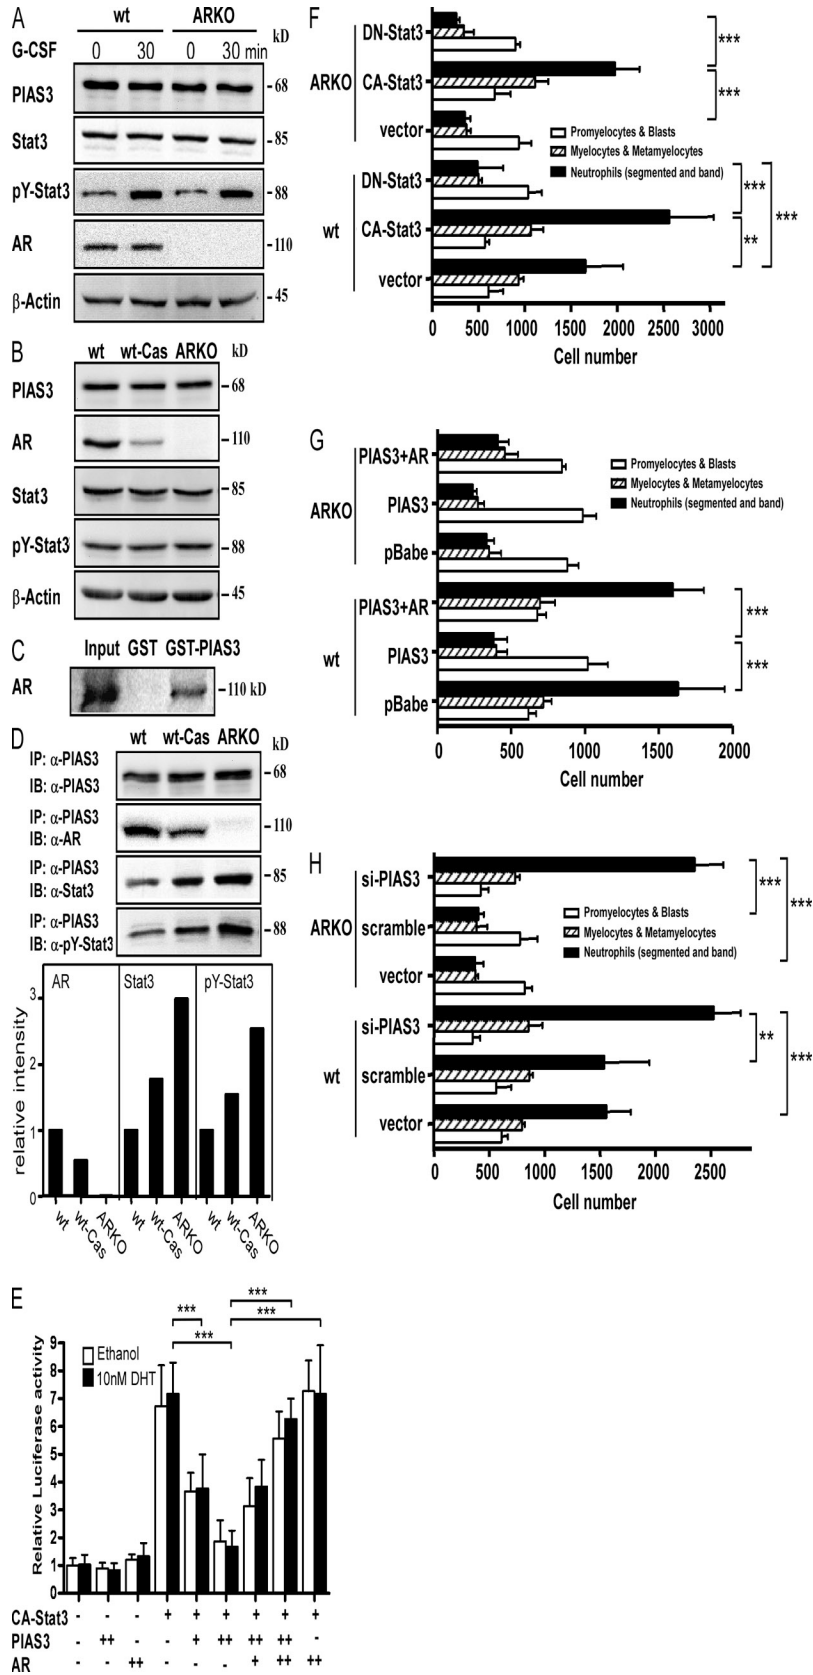 A
wt ARKO
kD
G-CSF 0 30 0 30 min
PIAS3 -68
Stat3 -85
pY-Stat3 -88
AR -110
β-Actin -45
B
wt wt-Cas ARKO kD
PIAS3 -68
AR -110
Stat3 -85
pY-Stat3 -88
β-Actin -45
C
Input GST GST-PIAS3
AR -110 kD
D
wt wt-Cas ARKO kD
IP: α-PIAS3
IB: α-PIAS3 -68
IP: α-PIAS3
IB: α-AR -110
IP: α-PIAS3
IB: α-Stat3 -85
IP: α-PIAS3
IB: α-pY-Stat3 -88
AR Stat3 pY-Stat3
relative intensity
3
2
1
0
wt wt-Cas ARKO wt wt-Cas ARKO wt wt-Cas ARKO
E
*** ***
*** ***
Relative Luciferase activity
Ethanol
10nM DHT
9
8
7
6
5
4
3
2
1
0
CA-Stat3 - - - + + + + + +
PIAS3 - ++ - - + ++ ++ ++ -
AR - - ++ - - - + ++ ++
F
ARKO
DN-Stat3
CA-Stat3
vector
wt
DN-Stat3
CA-Stat3
vector
Promyelocytes & Blasts
Myelocytes & Metamyelocytes
Neutrophils (segmented and band)
***
***
***
***
**
0 500 1000 1500 2000 2500 3000
Cell number
G
ARKO
PIAS3+AR
PIAS3
pBabe
wt
PIAS3+AR
PIAS3
pBabe
Promyelocytes & Blasts
Myelocytes & Metamyelocytes
Neutrophils (segmented and band)
***
***
0 500 1000 1500 2000
Cell number
H
ARKO
si-PIAS3
scramble
vector
wt
si-PIAS3
scramble
vector
Promyelocytes & Blasts
Myelocytes & Metamyelocytes
Neutrophils (segmented and band)
***
***
**
***
0 500 1000 1500 2000 2500
Cell number